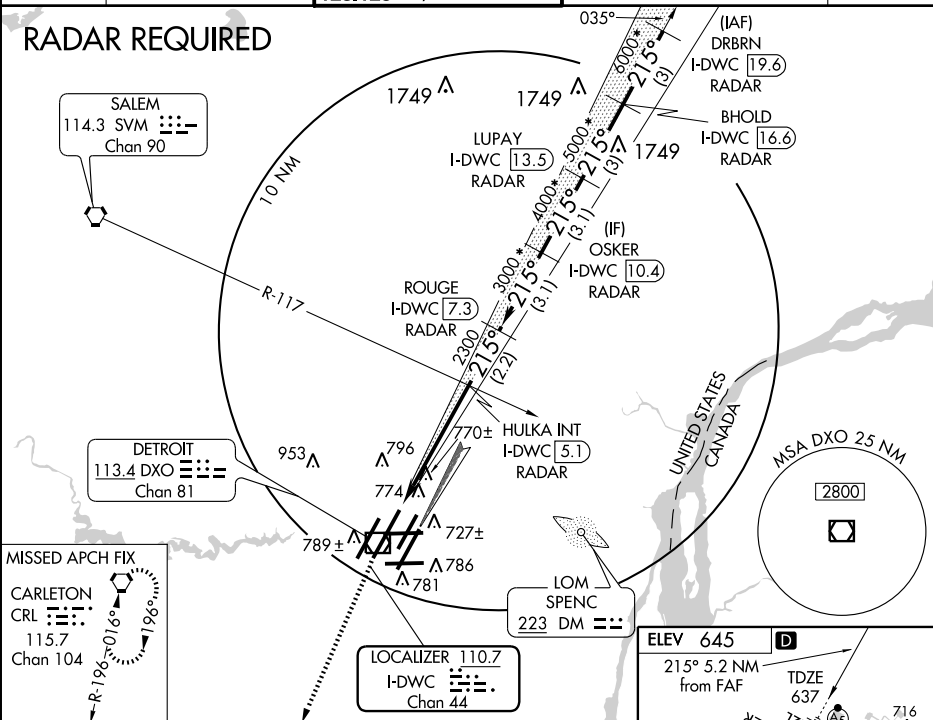 RADAR REQUIRED
035°
(IAF)
DRBRN
I-DWC 19.6
RADAR
6000*
215°
(3)
1749
1749
SALEM
114.3 SVM
Chan 90
BHOLD
I-DWC 16.6
RADAR
LUPAY
I-DWC 13.5
RADAR
5000*
215°
(3)
1749
10 NM
4000*
215°
(3.1)
(IF)
OSKER
I-DWC 10.4
RADAR
3000*
215°
(3.1)
R-117
ROUGE
I-DWC 7.3
RADAR
2300
215°
(2.2)
UNITED STATES
CANADA
HULKA INT
I-DWC 5.1
RADAR
770±
DETROIT
113.4 DXO
Chan 81
953
796
774
MSA DXO 25 NM
2800
789±
727±
786
781
MISSED APCH FIX
CARLETON
CRL
115.7
Chan 104
R-196
016°
196°
LOM
SPENC
223 DM
LOCALIZER 110.7
I-DWC
Chan 44
ELEV 645
D
215° 5.2 NM
from FAF
TDZE
637
716
A5